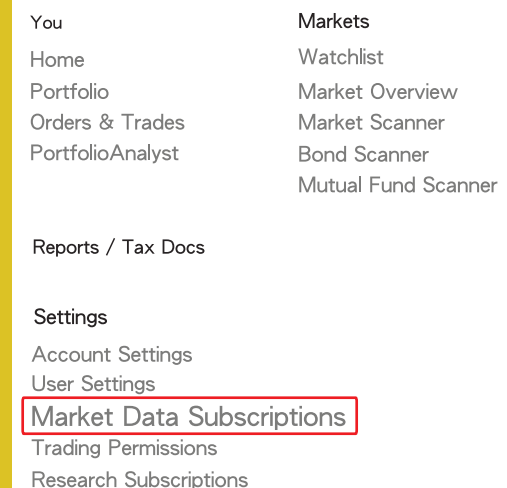 You
Home
Portfolio
Orders & Trades
PortfolioAnalyst
Markets
Watchlist
Market Overview
Market Scanner
Bond Scanner
Mutual Fund Scanner
Reports / Tax Docs
Settings
Account Settings
User Settings
Market Data Subscriptions
Trading Permissions
Research Subscriptions